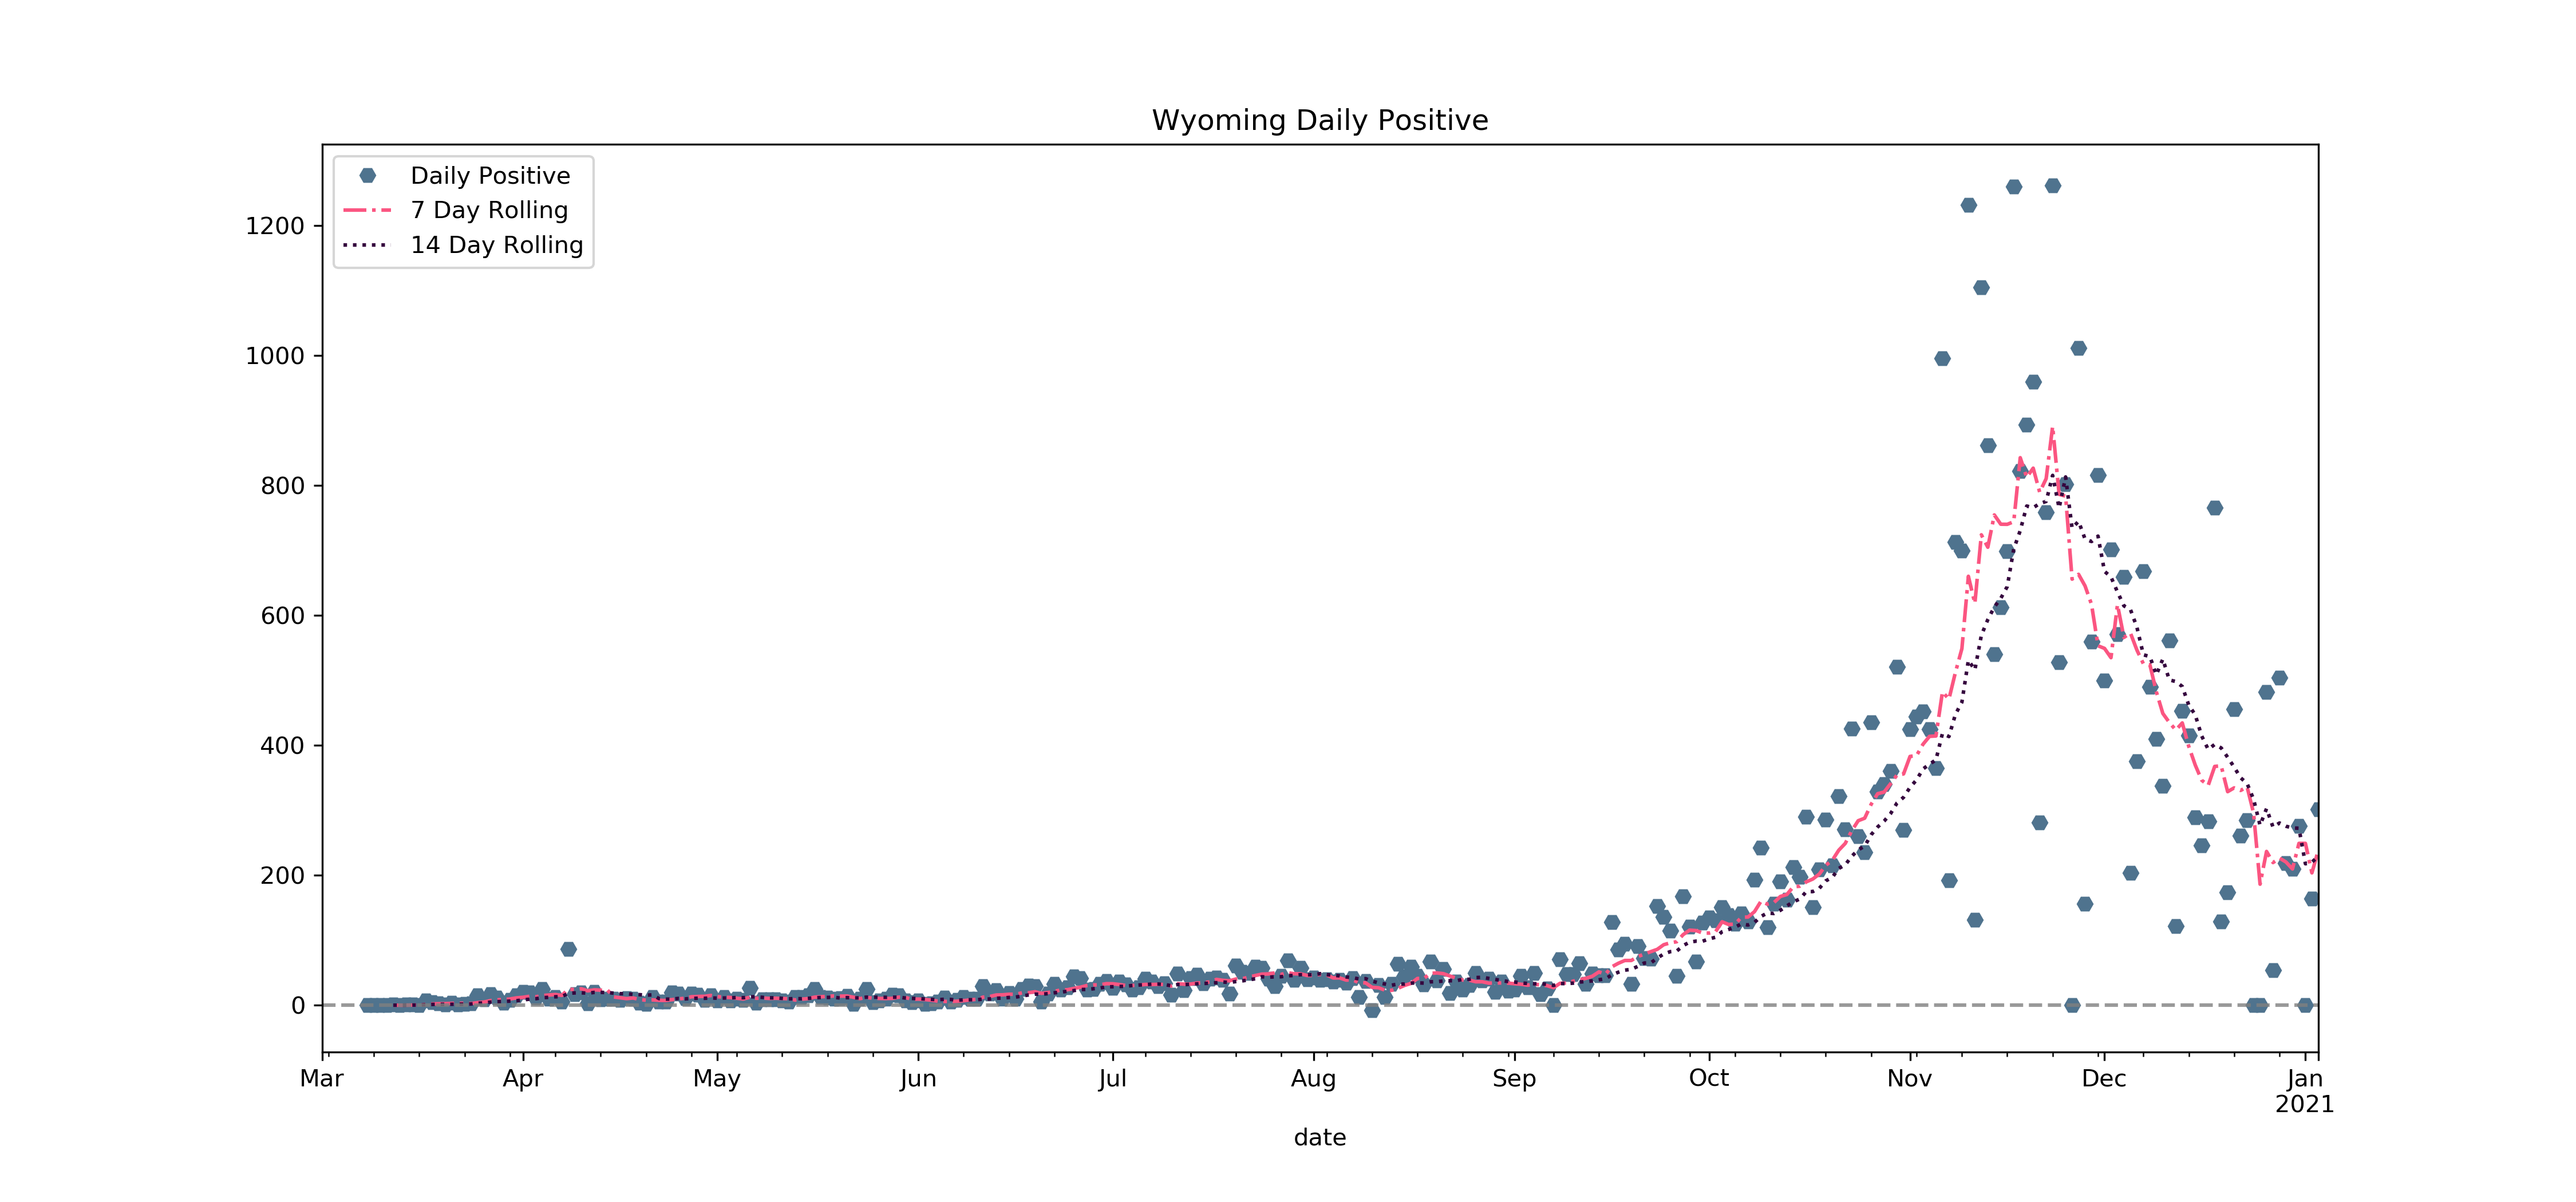 Wyoming Daily Positive
Daily Positive
7 Day Rolling
14 Day Rolling
1200
1000
800
600
400
200
0
Mar Apr May Jun Jul Aug Sep Oct Nov Dec Jan
2021
date